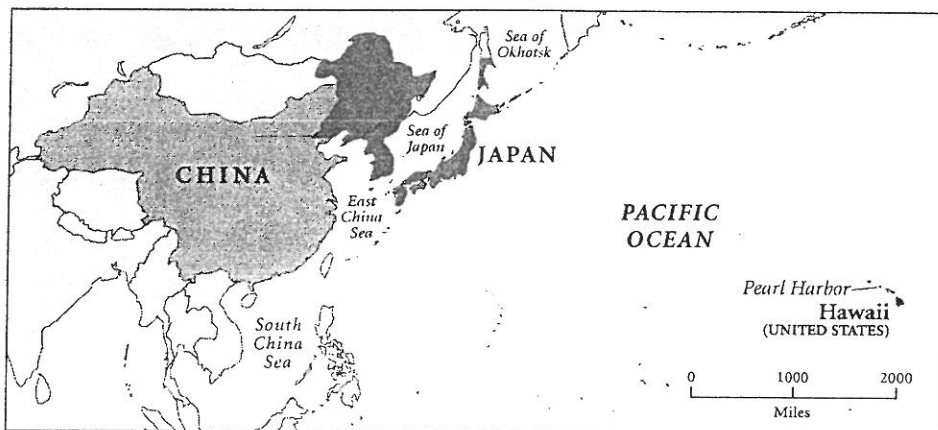 Sea of
Okhotsk
Sea of
Japan
JAPAN
CHINA
East
China
Sea
PACIFIC
OCEAN
Pearl Harbor
Hawaii
(UNITED STATES)
South
China
Sea
0 1000 2000
Miles